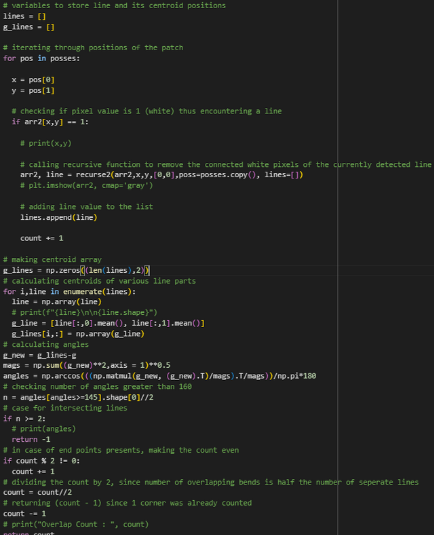 # variables to store line and its centroid positions
lines = []
g_lines = []
# iterating through positions of the patch
for pos in posses:
x = pos[0]
y = pos[1]
# checking if pixel value is 1 (white) thus encountering a line
if arr2[x,y] == 1:
# print(x,y)
# calling recursive function to remove the connected white pixels of the currently detected line
arr2, line = recurse2(arr2,x,y,[0,0],poss=posses.copy(), lines=[])
# plt.imshow(arr2, cmap='gray')
# adding line value to the list
lines.append(line)
count += 1
# making centroid array
g_lines = np.zeros((len(lines),2))
# calculating centroids of various line parts
for i,line in enumerate(lines):
line = np.array(line)
# print(f"{line}\n\n{line.shape}")
g_line = [line[:,0].mean(), line[:,1].mean()]
g_lines[i,:] = np.array(g_line)
# calculating angles
g_new = g_lines-g
mags = np.sum((g_new)**2,axis = 1)**0.5
angles = np.arccos(((np.matmul(g_new, (g_new).T)/mags).T/mags))/np.pi*180
# checking number of angles greater than 160
n = angles[angles>=145].shape[0]//2
# case for intersecting lines
if n >= 2:
# print(angles)
return -1
# in case of end points presents, making the count even
if count % 2 != 0:
count += 1
# dividing the count by 2, since number of overlapping bends is half the number of seperate lines
count = count//2
# returning (count - 1) since 1 corner was already counted
count -= 1
# print("Overlap Count : ", count)
return count